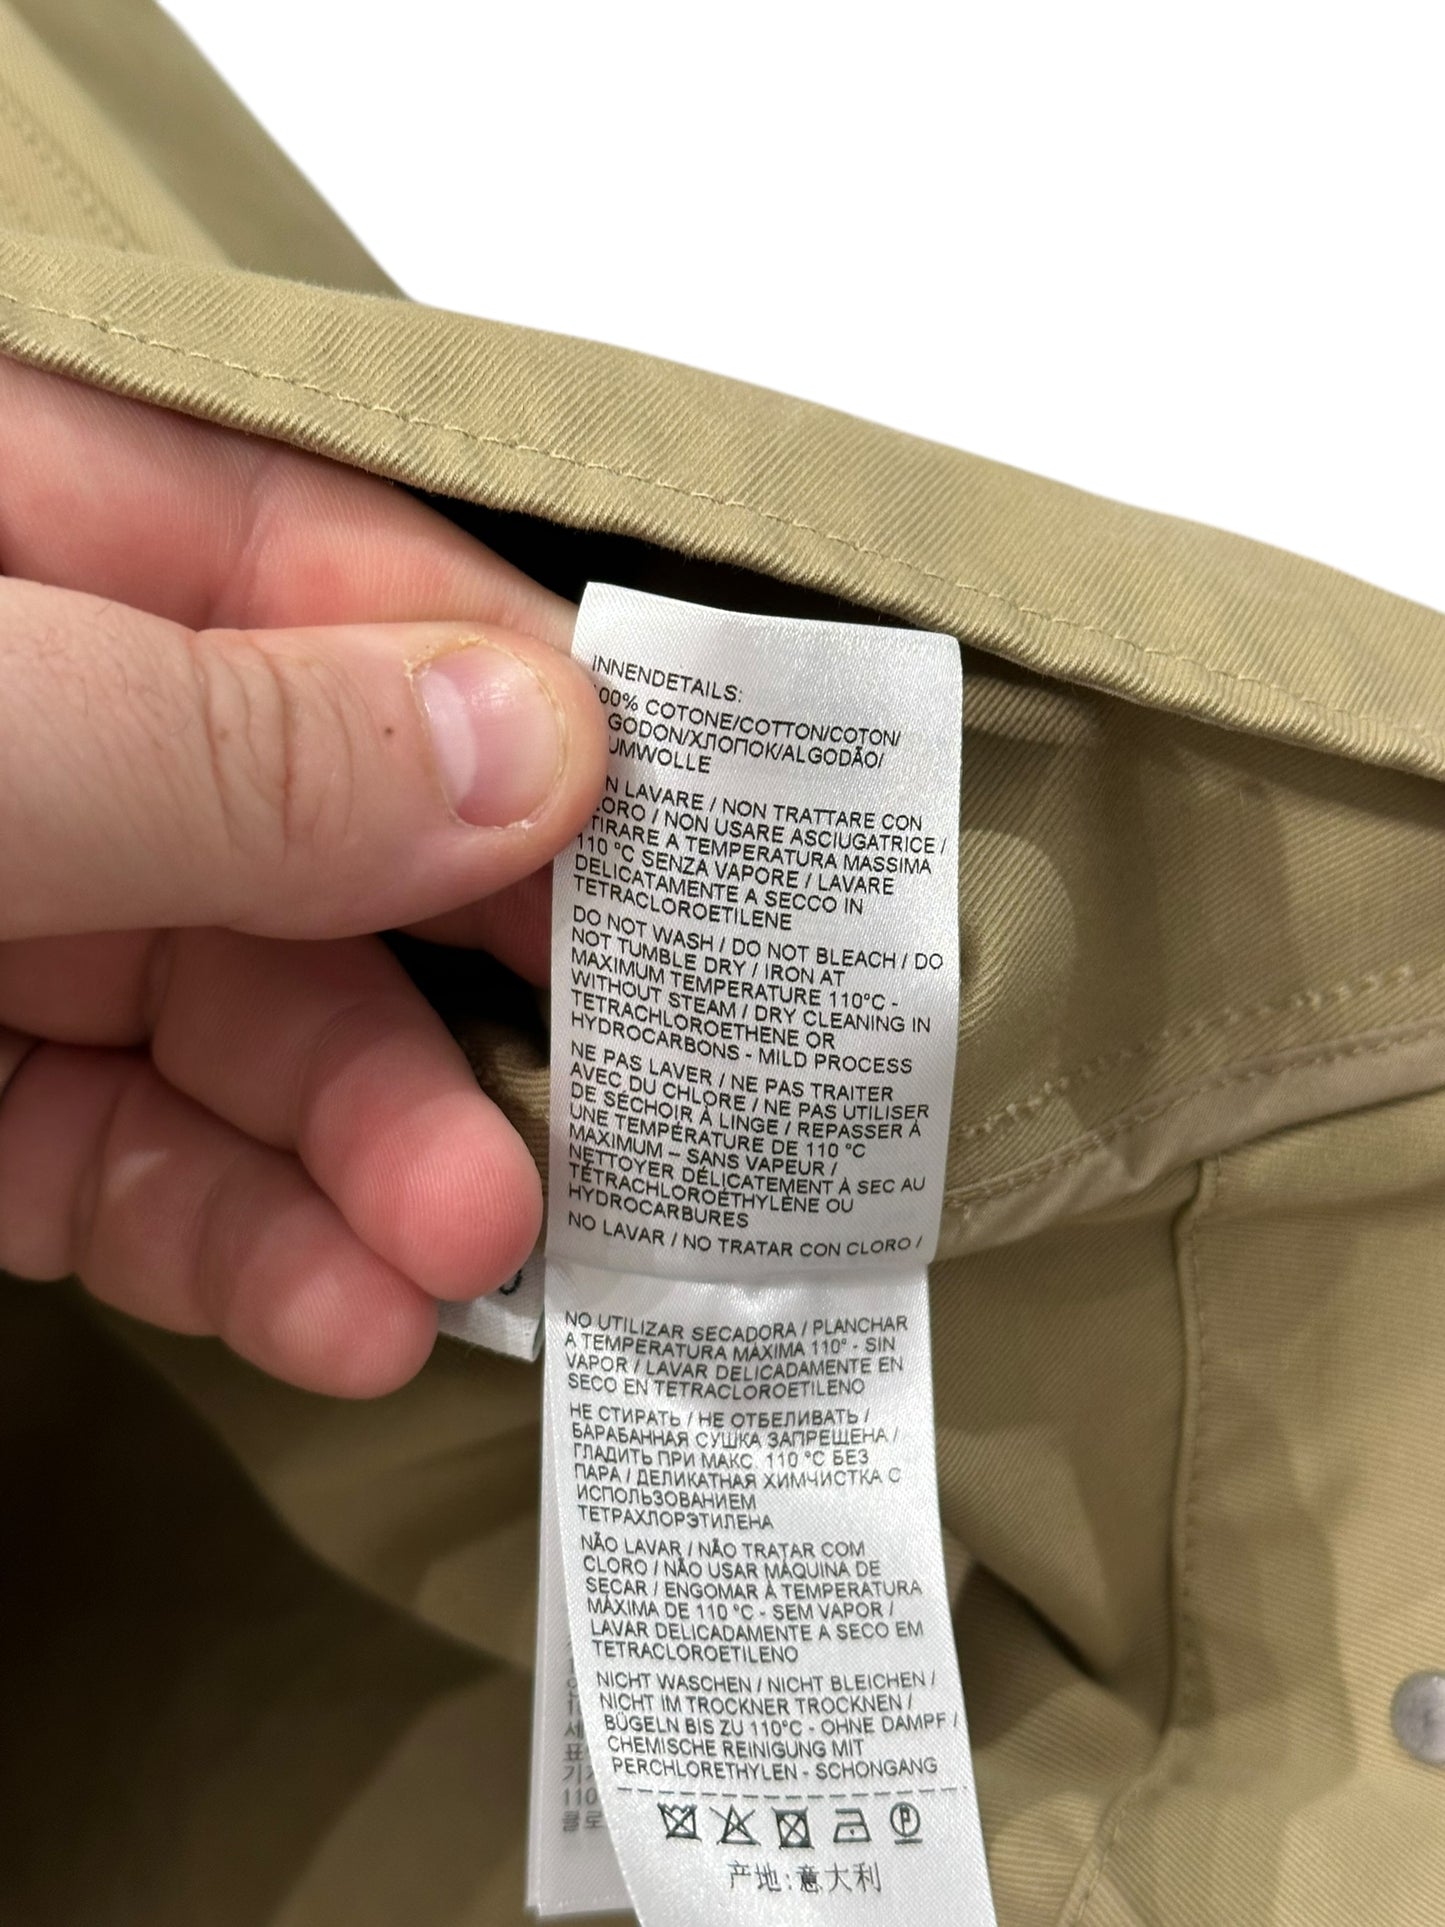 INNENDETAILS:
00% COTONE/COTTON/COTON/
GODON/ХЛОПОК/ALGODÃO/
UMWOLLE
N LAVARE / NON TRATTARE CON
LORO / NON USARE ASCIUGATRICE /
TIRARE A TEMPERATURA MASSIMA
110 °C SENZA VAPORE / LAVARE
DELICATAMENTE A SECCO IN
TETRACLOROETILENE
DO NOT WASH / DO NOT BLEACH / DO
NOT TUMBLE DRY / IRON AT
MAXIMUM TEMPERATURE 110°C -
WITHOUT STEAM / DRY CLEANING IN
TETRACHLOROETHENE OR
HYDROCARBONS - MILD PROCESS
NE PAS LAVER / NE PAS TRAITER
AVEC DU CHLORE / NE PAS UTILISER
DE SÉCHOIR À LINGE / REPASSER À
UNE TEMPÉRATURE DE 110 °C
MAXIMUM – SANS VAPEUR /
NETTOYER DÉLICATEMENT À SEC AU
TÉTRACHLOROÉTHYLÈNE OU
HYDROCARBURES
NO LAVAR / NO TRATAR CON CLORO /
NO UTILIZAR SECADORA / PLANCHAR
A TEMPERATURA MÁXIMA 110° - SIN
VAPOR / LAVAR DELICADAMENTE EN
SECO EN TETRACLOROETILENO
НЕ СТИРАТЬ / НЕ ОТБЕЛИВАТЬ /
БАРАБАННАЯ СУШКА ЗАПРЕЩЕНА /
ГЛАДИТЬ ПРИ МАКС. 110 °C БЕЗ
ПАРА / ДЕЛИКАТНАЯ ХИМЧИСТКА С
ИСПОЛЬЗОВАНИЕМ
ТЕТРАХЛОРЭТИЛЕНА
NÃO LAVAR / NÃO TRATAR COM
CLORO / NÃO USAR MÁQUINA DE
SECAR / ENGOMAR À TEMPERATURA
MÁXIMA DE 110 °C - SEM VAPOR /
LAVAR DELICADAMENTE A SECO EM
TETRACLOROETILENO
NICHT WASCHEN / NICHT BLEICHEN /
NICHT IM TROCKNER TROCKNEN /
BÜGELN BIS ZU 110°C - OHNE DAMPF /
CHEMISCHE REINIGUNG MIT
PERCHLORETHYLEN - SCHONGANG
P
产地:意大利
110
클로